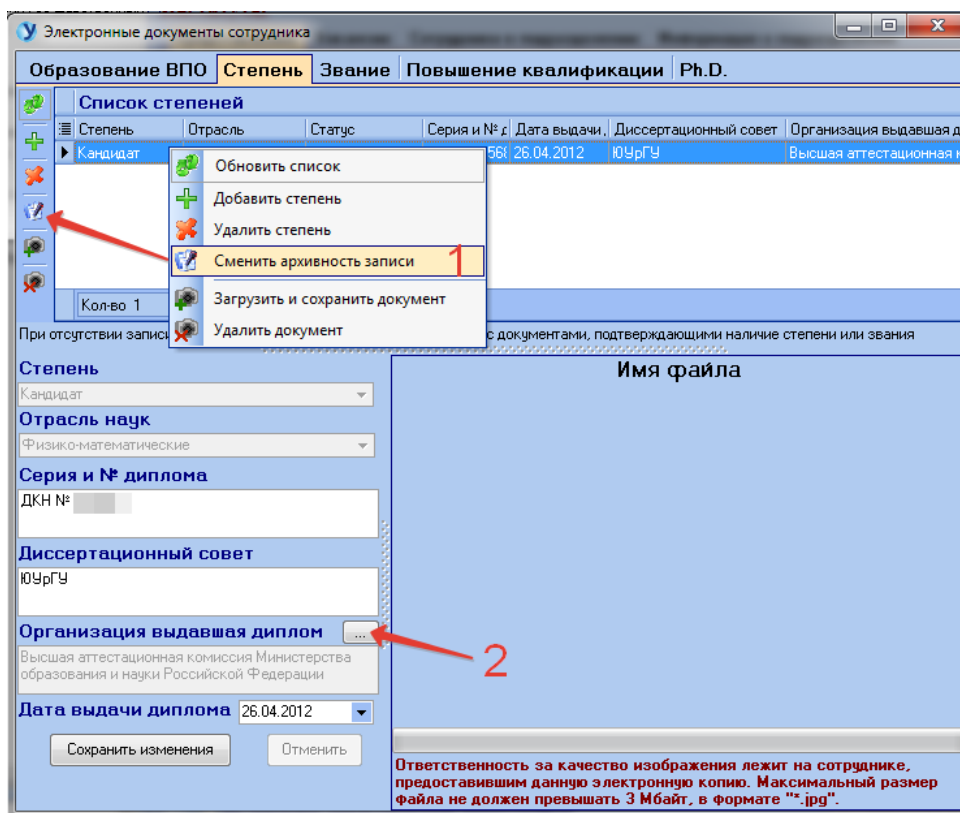 Электронные документы сотрудника
Образование ВПО Степень Звание Повышение квалификации Ph.D.
Список степеней
Степень Отрасль Статус Серия и № д Дата выдачи, Диссертационный совет Организация выдавшая д
Кандидат 568 26.04.2012 ЮУрГУ Высшая аттестационная к
Обновить список
Добавить степень
Удалить степень
Сменить архивность записи 1
Загрузить и сохранить документ
Удалить документ
Кол-во 1
При отсутствии записи с документами, подтверждающими наличие степени или звания
Степень
Кандидат
Отрасль наук
Физико-математические
Серия и № диплома
ДКН №
Диссертационный совет
ЮУрГУ
Организация выдавшая диплом ...
2
Высшая аттестационная комиссия Министерства
образования и науки Российской Федерации
Дата выдачи диплома 26.04.2012
Сохранить изменения Отменить
Имя файла
Ответственность за качество изображения лежит на сотруднике,
предоставившим данную электронную копию. Максимальный размер
файла не должен превышать 3 Мбайт, в формате "*.jpg".